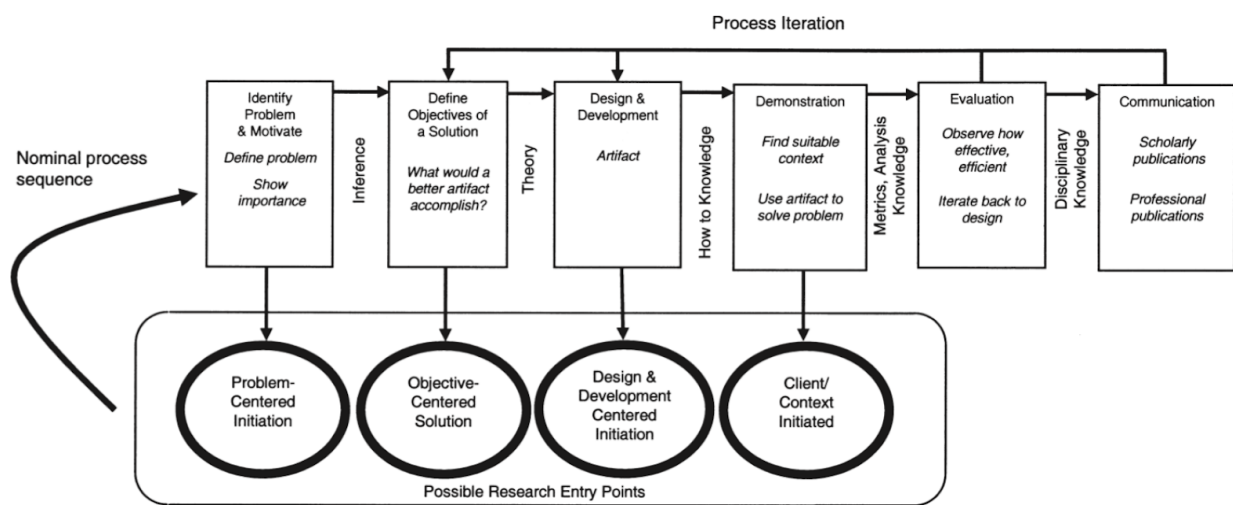 Process Iteration
Nominal process
sequence
Identify
Problem
& Motivate
Define problem
Show
importance
Inference
Define
Objectives of
a Solution
What would a
better artifact
accomplish?
Theory
Design &
Development
Artifact
How to Knowledge
Demonstration
Find suitable
context
Use artifact to
solve problem
Metrics, Analysis
Knowledge
Evaluation
Observe how
effective,
efficient
Iterate back to
design
Disciplinary
Knowledge
Communication
Scholarly
publications
Professional
publications
Problem-
Centered
Initiation
Objective-
Centered
Solution
Design &
Development
Centered
Initiation
Client/
Context
Initiated
Possible Research Entry Points